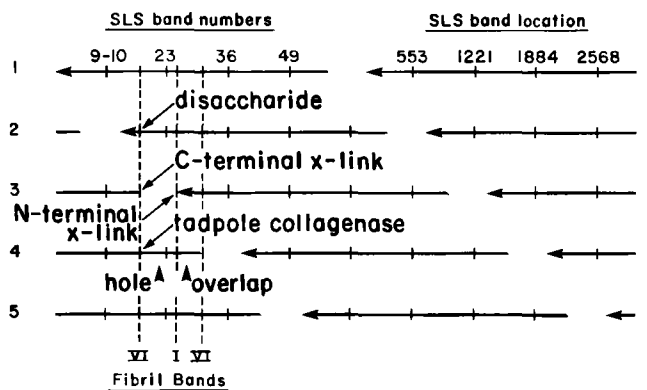 SLS band numbers SLS band location
9-10 23 36 49 553 1221 1884 2568
1
disaccharide
2
C-terminal x-link
3
N-terminal
x-link
tadpole collagenase
4
hole overlap
5
VI I VI
Fibril Bands